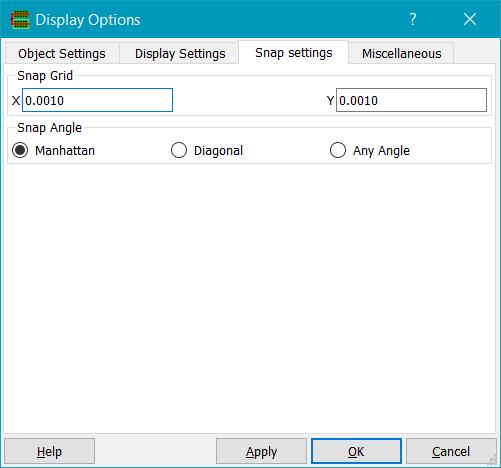 Display Options ?
Object Settings Display Settings Snap settings Miscellaneous
Snap Grid
X 0.0010 Y 0.0010
Snap Angle
Manhattan Diagonal Any Angle
Help Apply OK Cancel